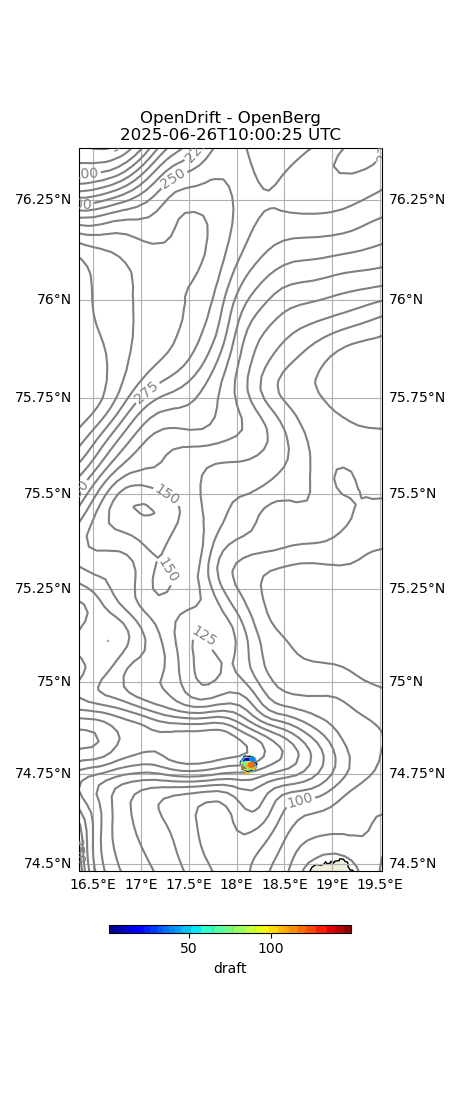 OpenDrift - OpenBerg
2025-06-26T10:00:25 UTC
250
76.25°N 76.25°N
76°N 76°N
275
75.75°N 75.75°N
150
75.5°N 75.5°N
150
75.25°N 75.25°N
125
75°N 75°N
74.75°N 74.75°N
100
74.5°N 74.5°N
16.5°E 17°E 17.5°E 18°E 18.5°E 19°E 19.5°E
50 100
draft